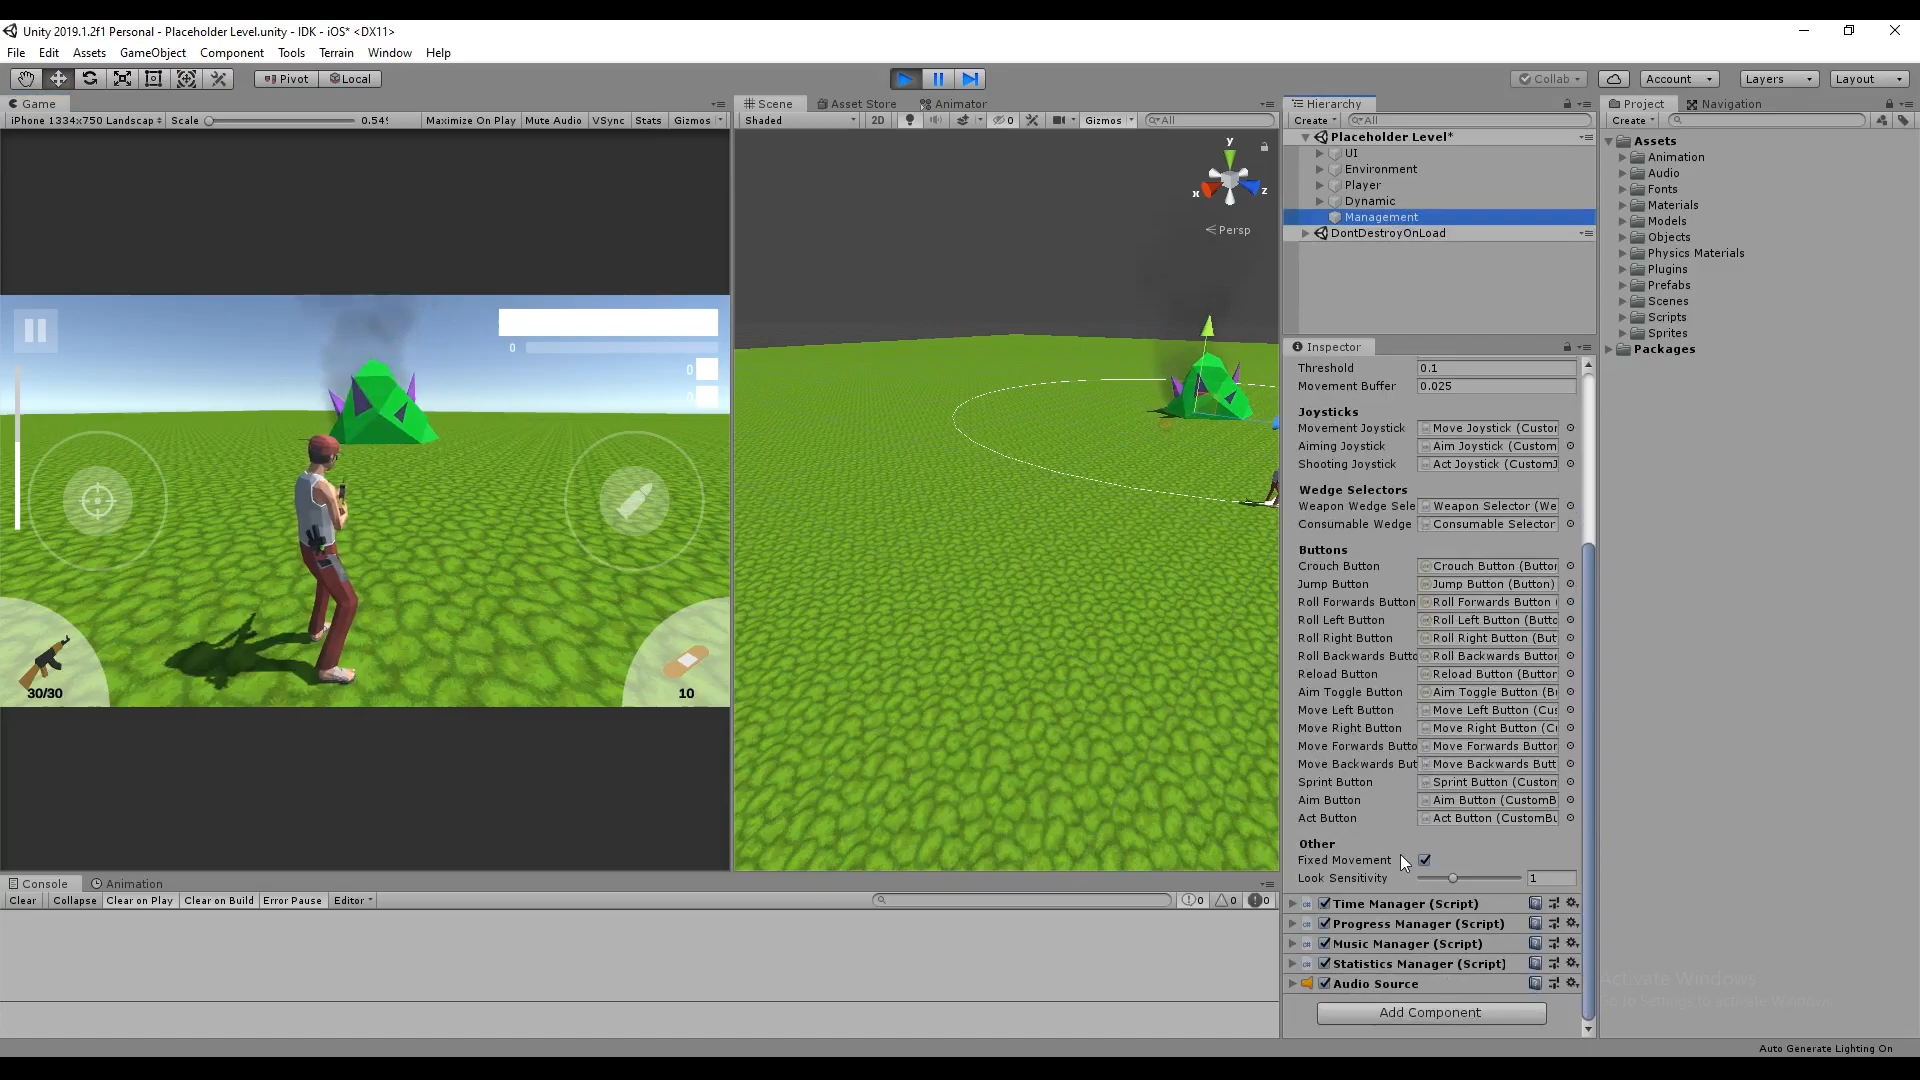 Unity 2019.1.2f1 Personal - Placeholder Level.unity - IDK - iOS* <DX11>
File Edit Assets GameObject Component Tools Terrain Window Help
Pivot Local Collab Account Layers Layout
Game Scene Asset Store Animator Hierarchy Project Navigation
iPhone 1334x750 Landscap Scale 0.54 Maximize On Play Mute Audio VSync Stats Gizmos Shaded 2D 0 Gizmos All Create All Create
Placeholder Level*
UI
Environment
Player
Dynamic
Management
DontDestroyOnLoad
Assets
Animation
Audio
Fonts
Materials
Models
Objects
Physics Materials
Plugins
Prefabs
Scenes
Scripts
Sprites
Packages
y
x z
Persp
0
0
30/30
10
Inspector
Threshold 0.1
Movement Buffer 0.025
Joysticks
Movement Joystick Move Joystick (Custor
Aiming Joystick Aim Joystick (Custom
Shooting Joystick Act Joystick (CustomJ
Wedge Selectors
Weapon Wedge Sele Weapon Selector (We
Consumable Wedge Consumable Selector
Buttons
Crouch Button Crouch Button (Buttor
Jump Button Jump Button (Button)
Roll Forwards Button Roll Forwards Button
Roll Left Button Roll Left Button (Butto
Roll Right Button Roll Right Button (But
Roll Backwards Butto Roll Backwards Buttor
Reload Button Reload Button (Buttor
Aim Toggle Button Aim Toggle Button (B
Move Left Button Move Left Button (Cus
Move Right Button Move Right Button (C
Move Forwards Butto Move Forwards Buttor
Move Backwards But Move Backwards Butt
Sprint Button Sprint Button (Custom
Aim Button Aim Button (CustomB
Act Button Act Button (CustomBu
Other
Fixed Movement
Look Sensitivity 1
Time Manager (Script)
Progress Manager (Script)
Music Manager (Script)
Statistics Manager (Script)
Audio Source
Add Component
Console Animation
Clear Collapse Clear on Play Clear on Build Error Pause Editor 0 0 0
Activate Windows
Go to Settings to activate Windows.
Auto Generate Lighting On